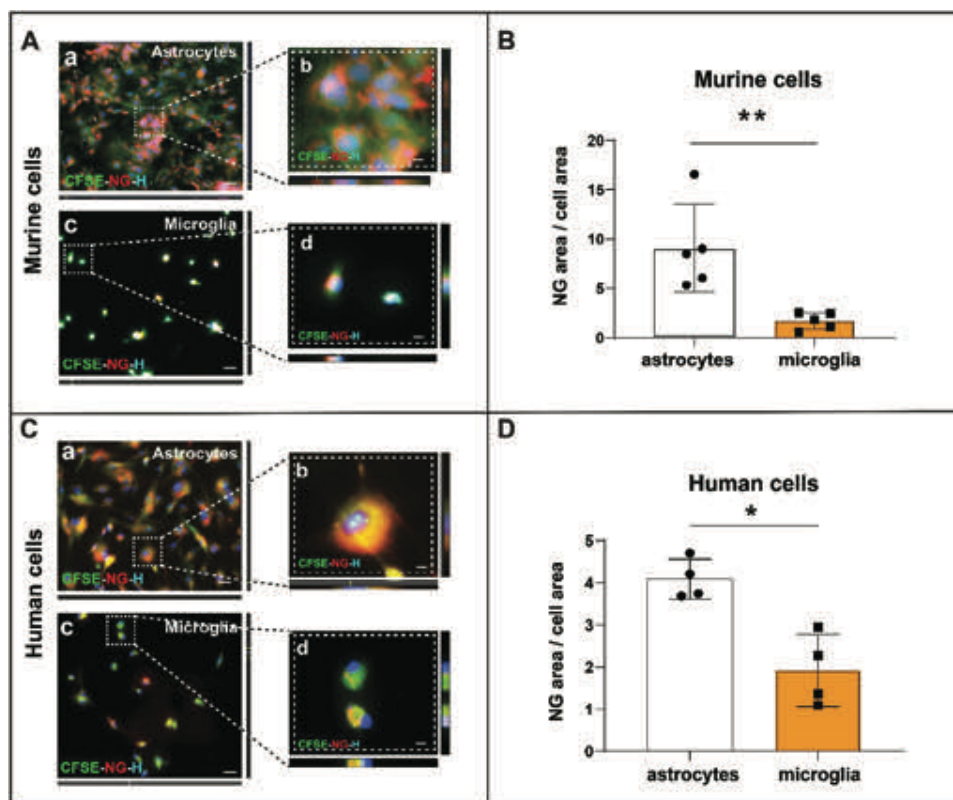 A
Murine cells
a
Astrocytes
CFSE-NG-H
b
CFSE-NG-H
c
Microglia
CFSE-NG-H
d
CFSE-NG-H
B
Murine cells
**
NG area / cell area
20
15
10
5
0
astrocytes
microglia
C
Human cells
a
Astrocytes
CFSE-NG-H
b
CFSE-NG-H
c
Microglia
CFSE-NG-H
d
CFSE-NG-H
D
Human cells
*
NG area / cell area
5
4
3
2
1
0
astrocytes
microglia